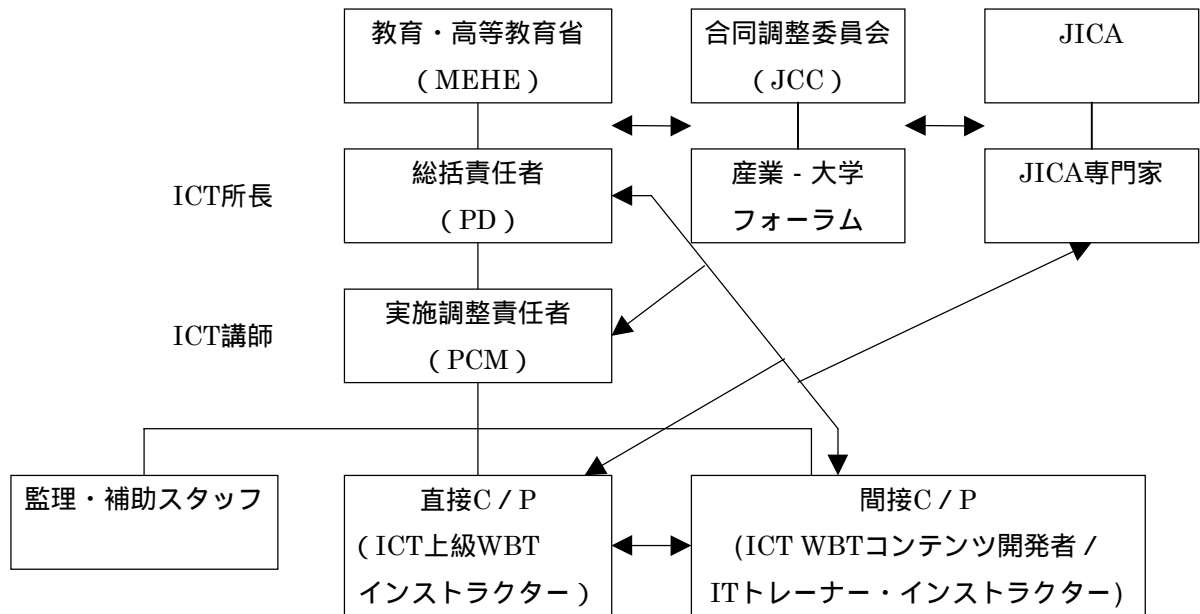 教育・高等教育省
( MEHE )
合同調整委員会
( JCC )
JICA
ICT所長
総括責任者
( PD )
産業 - 大学
フォーラム
JICA専門家
ICT講師
実施調整責任者
( PCM )
監理・補助スタッフ
直接C / P
( ICT上級WBT
インストラクター )
間接C / P
(ICT WBTコンテンツ開発者 /
ITトレーナー・インストラクター)